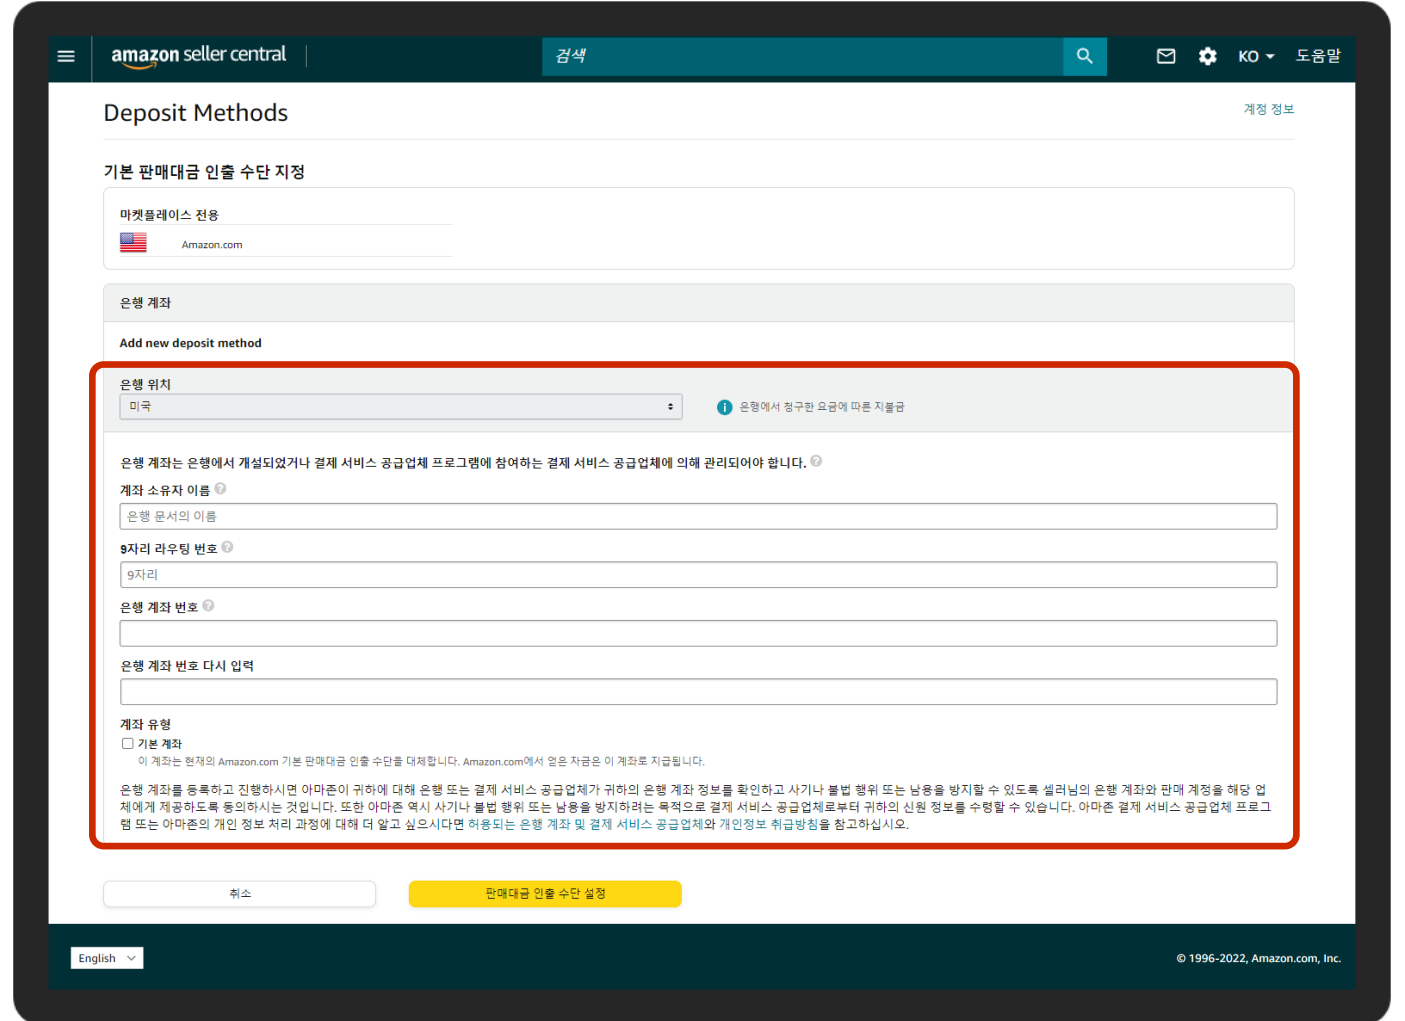 amazon seller central
검색
KO
도움말
Deposit Methods
계정 정보
기본 판매대금 인출 수단 지정
마켓플레이스 전용
Amazon.com
은행 계좌
Add new deposit method
은행 위치
미국
은행에서 청구한 요금에 따른 지불금
은행 계좌는 은행에서 개설되었거나 결제 서비스 공급업체 프로그램에 참여하는 결제 서비스 공급업체에 의해 관리되어야 합니다.
계좌 소유자 이름
은행 문서의 이름
9자리 라우팅 번호
9자리
은행 계좌 번호
은행 계좌 번호 다시 입력
계좌 유형
기본 계좌
이 계좌는 현재의 Amazon.com 기본 판매대금 인출 수단을 대체합니다. Amazon.com에서 얻은 자금은 이 계좌로 지급됩니다.
은행 계좌를 등록하고 진행하시면 아마존이 귀하에 대해 은행 또는 결제 서비스 공급업체가 귀하의 은행 계좌 정보를 확인하고 사기나 불법 행위 또는 남용을 방지할 수 있도록 셀러님의 은행 계좌와 판매 계정을 해당 업
체에게 제공하도록 동의하시는 것입니다. 또한 아마존 역시 사기나 불법 행위 또는 남용을 방지하려는 목적으로 결제 서비스 공급업체로부터 귀하의 신원 정보를 수령할 수 있습니다. 아마존 결제 서비스 공급업체 프로그
램 또는 아마존의 개인 정보 처리 과정에 대해 더 알고 싶으시다면 허용되는 은행 계좌 및 결제 서비스 공급업체와 개인정보 취급방침을 참고하십시오.
취소
판매대금 인출 수단 설정
English
© 1996-2022, Amazon.com, Inc.